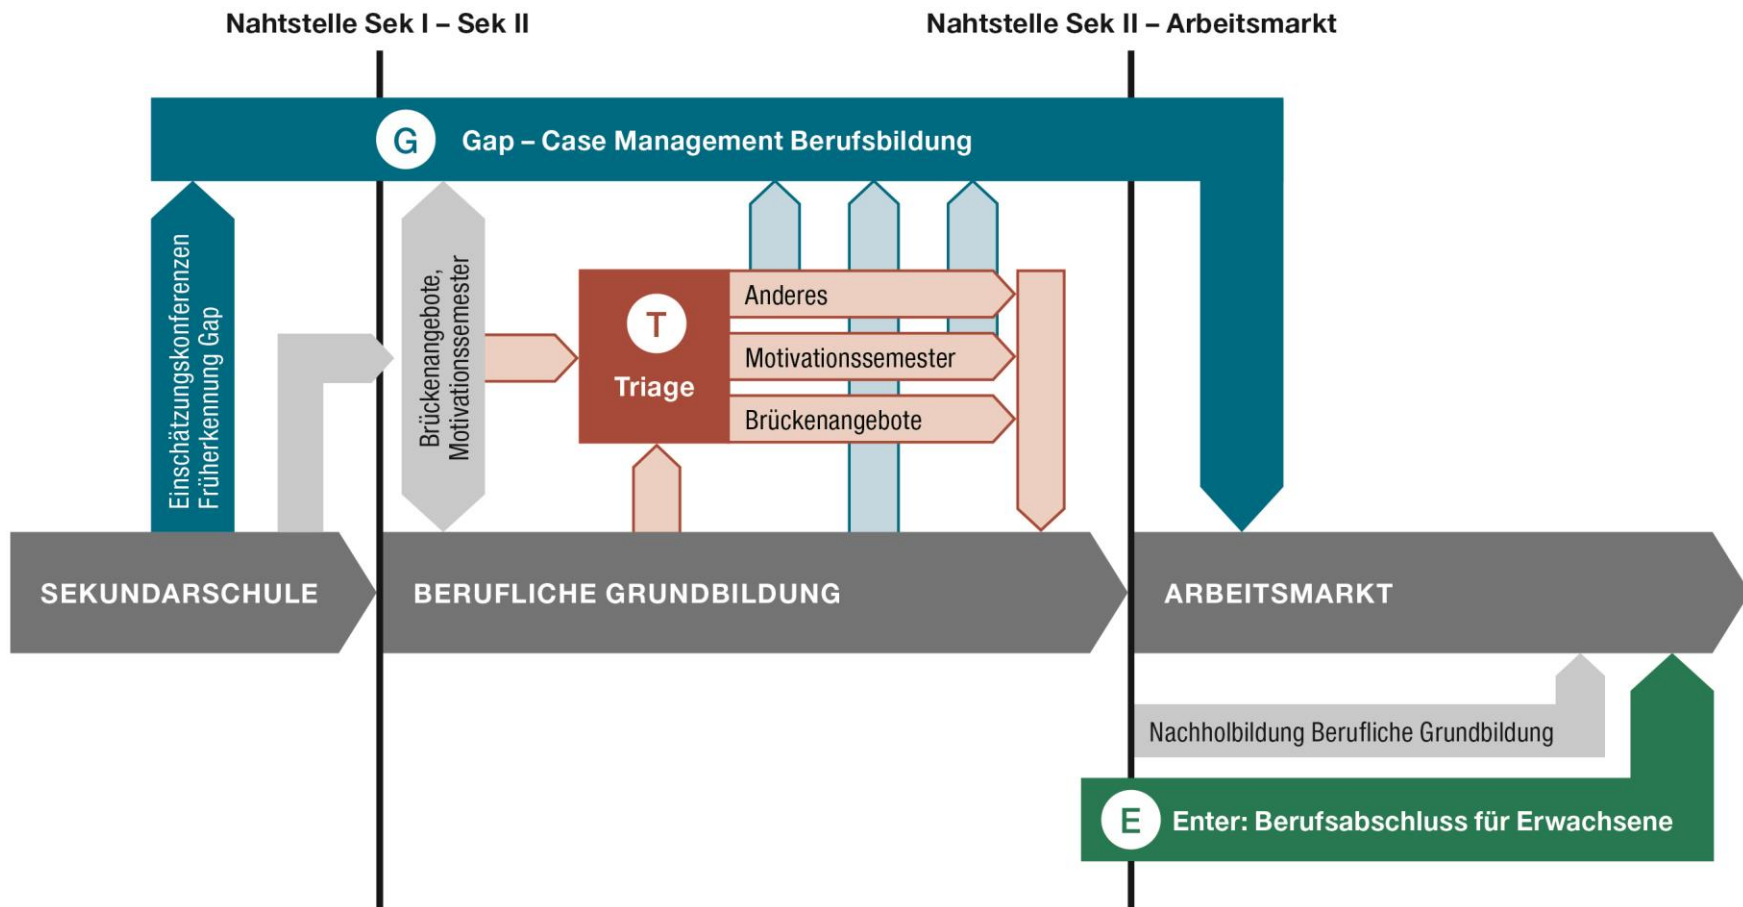 Nahtstelle Sek I – Sek II
Nahtstelle Sek II – Arbeitsmarkt
G
Gap – Case Management Berufsbildung
Einschätzungskonferenzen
Früherkennung Gap
Brückenangebote,
Motivationssemester
T
Triage
Anderes
Motivationssemester
Brückenangebote
SEKUNDARSCHULE
BERUFLICHE GRUNDBILDUNG
ARBEITSMARKT
Nachholbildung Berufliche Grundbildung
E
Enter: Berufsabschluss für Erwachsene